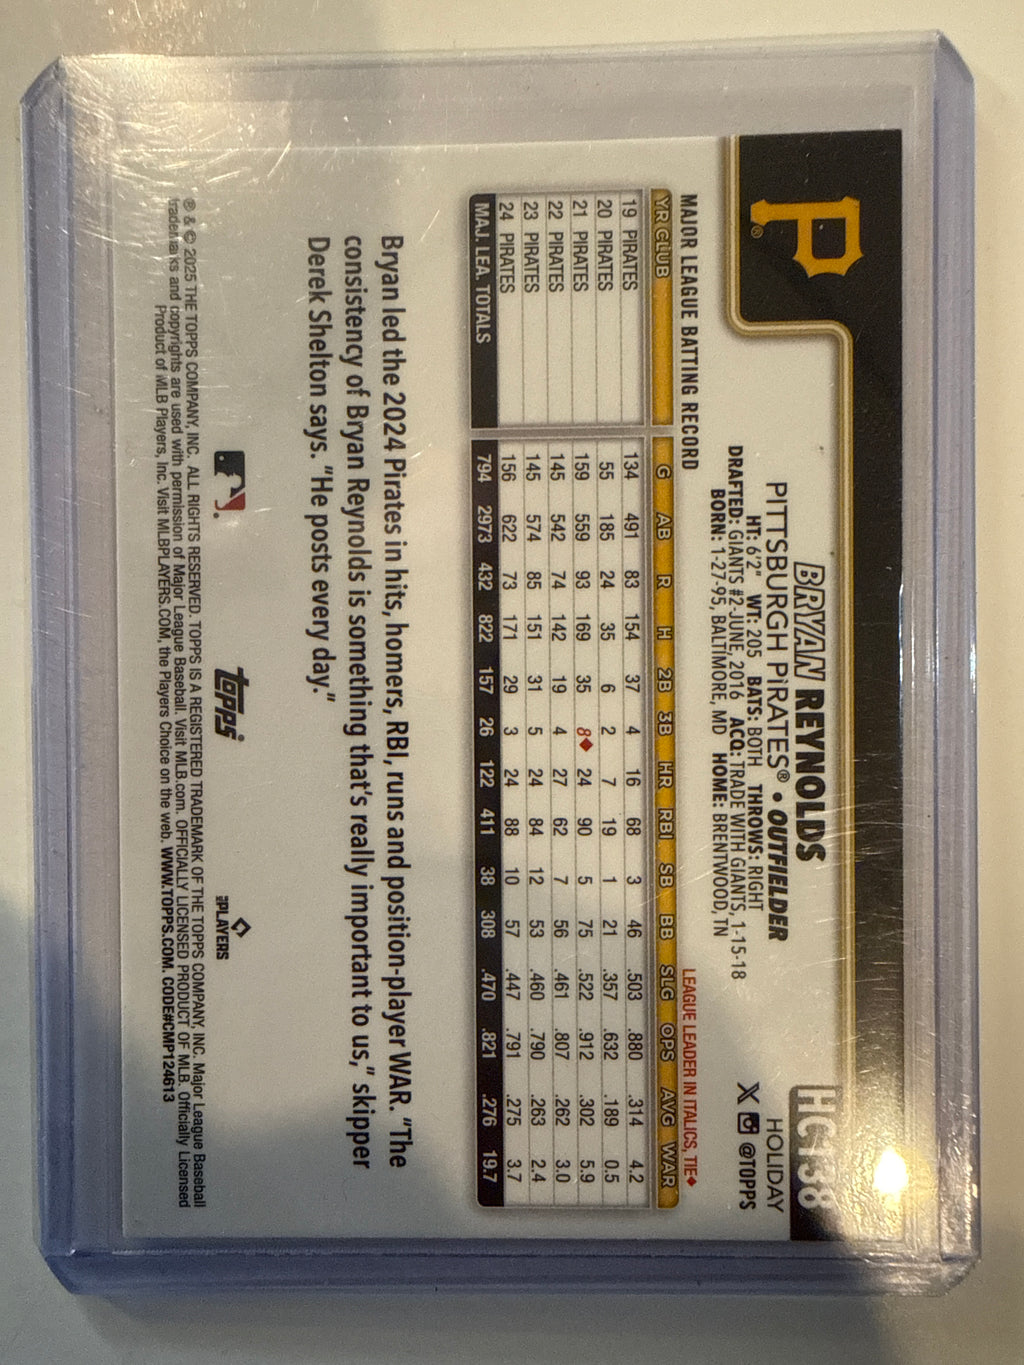 P®
BRYAN REYNOLDS
PITTSBURGH PIRATES® • OUTFIELDER
HT: 6'2" WT: 205 BATS: BOTH THROWS: RIGHT
DRAFTED: GIANTS #2-JUNE, 2016 ACQ: TRADE WITH GIANTS, 1-15-18
BORN: 1-27-95, BALTIMORE, MD HOME: BRENTWOOD, TN
HC138
HOLIDAY
X @TOPPS
MAJOR LEAGUE BATTING RECORD LEAGUE LEADER IN ITALICS, TIE♦
YR CLUB G AB R H 2B 3B HR RBI SB BB SLG OPS AVG WAR
19 PIRATES 134 491 83 154 37 4 16 68 3 46 .503 .880 .314 4.2
20 PIRATES 55 185 24 35 6 2 7 19 1 21 .357 .632 .189 0.5
21 PIRATES 159 559 93 169 35 8♦ 24 90 5 75 .522 .912 .302 5.9
22 PIRATES 145 542 74 142 19 4 27 62 7 56 .461 .807 .262 3.0
23 PIRATES 145 574 85 151 31 5 24 84 12 53 .460 .790 .263 2.4
24 PIRATES 156 622 73 171 29 3 24 88 10 57 .447 .791 .275 3.7
MAJ. LEA. TOTALS 794 2973 432 822 157 26 122 411 38 308 .470 .821 .276 19.7
Bryan led the 2024 Pirates in hits, homers, RBI, runs and position-player WAR. "The
consistency of Bryan Reynolds is something that's really important to us," skipper
Derek Shelton says. "He posts every day."
topps
PLAYERS
® & © 2025 THE TOPPS COMPANY, INC. ALL RIGHTS RESERVED. TOPPS IS A REGISTERED TRADEMARK OF THE TOPPS COMPANY, INC. Major League Baseball
trademarks and copyrights are used with permission of Major League Baseball. Visit MLB.com. OFFICIALLY LICENSED PRODUCT OF MLB. Officially Licensed
Product of MLB Players, Inc. Visit MLBPLAYERS.COM, the Players Choice on the web. WWW.TOPPS.COM. CODE#CMP124613